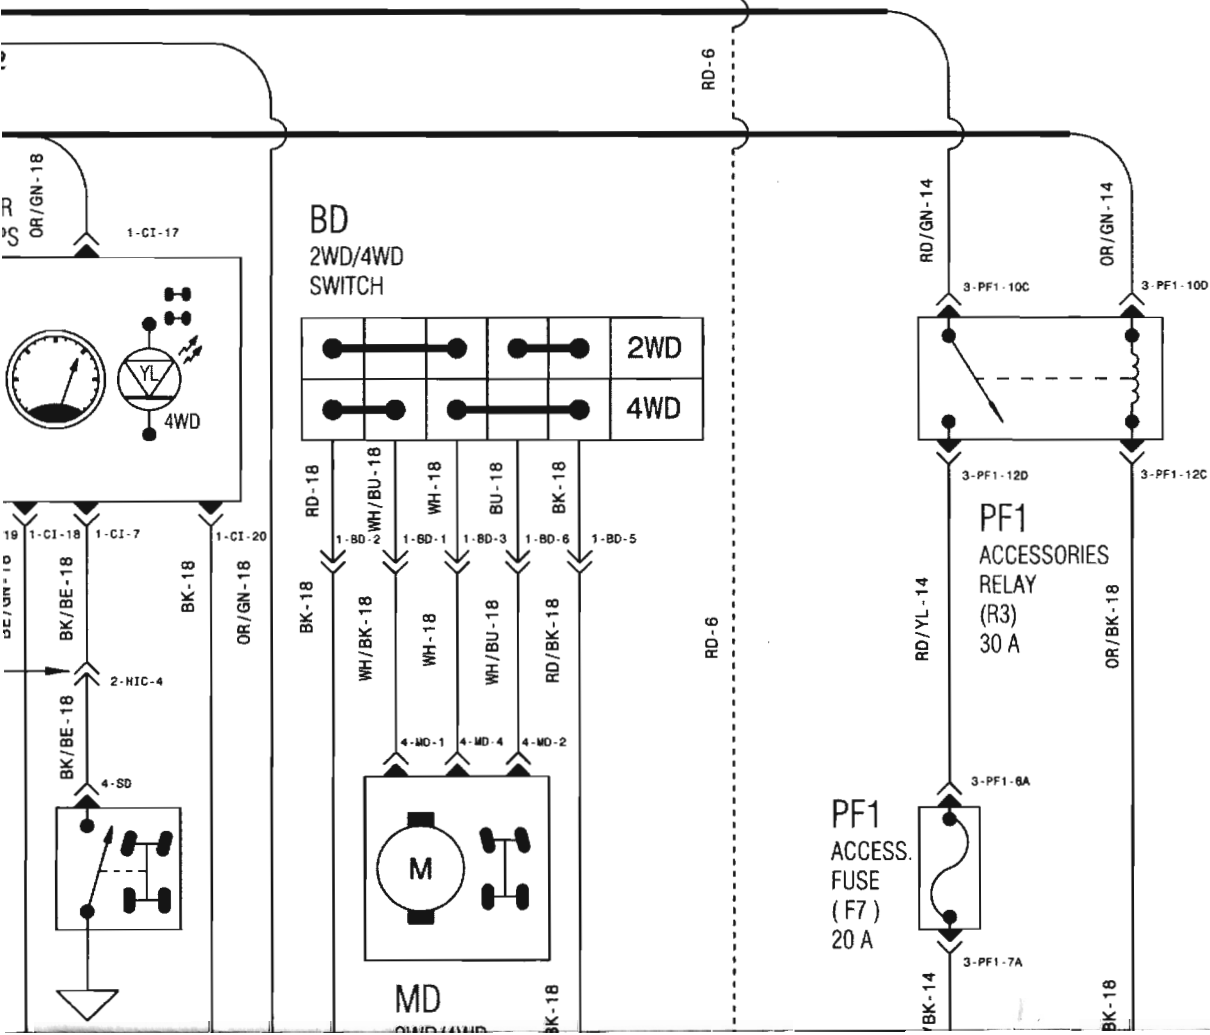 RD-6
OR/GN-18
1-CI-17
R
BD
2WD/4WD
SWITCH
RD/GN-14
OR/GN-14
3-PF1-10C
3-PF1-10D
YL
4WD
2WD
4WD
RD-18
WH/BU-18
WH-18
BU-18
BK-18
3-PF1-12D
3-PF1-12C
19
1-CI-18
1-CI-7
1-CI-20
1-BD-2
1-BD-1
1-BD-3
1-BD-6
1-BD-5
PF1
ACCESSORIES
RELAY
(R3)
30 A
BK/BE-18
BK-18
OR/GN-18
BK-18
WH/BK-18
WH-18
WH/BU-18
RD/BK-18
RD-6
RD/YL-14
OR/BK-18
2-HIC-4
BK/BE-18
4-SD
4-MD-1
4-MD-4
4-MD-2
3-PF1-6A
PF1
ACCESS.
FUSE
( F7 )
20 A
M
3-PF1-7A
MD
BK-18
/BK-14
BK-18